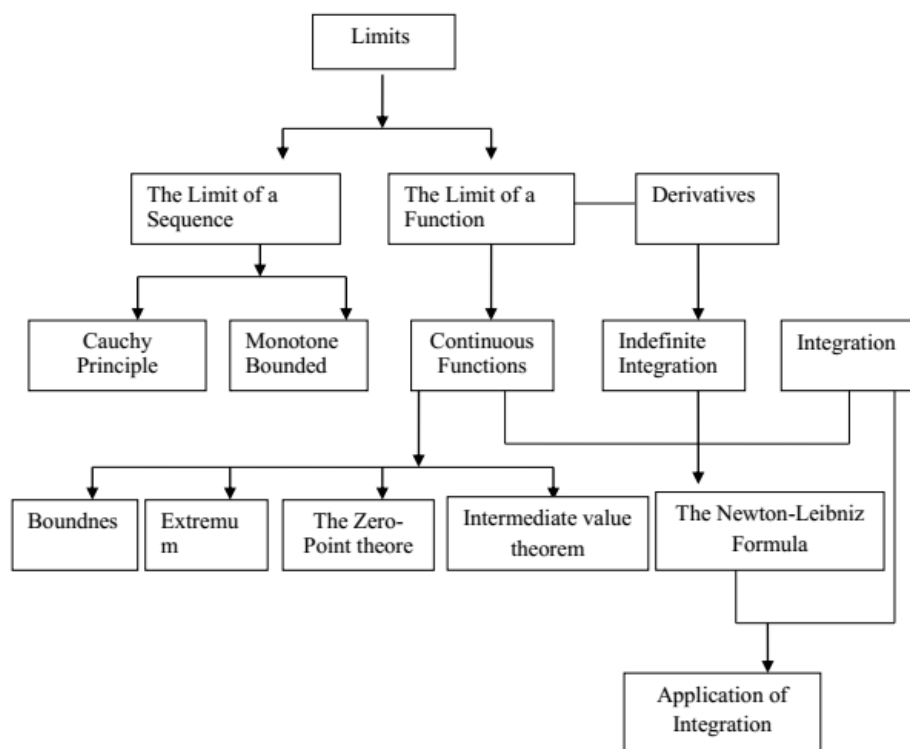 Limits
The Limit of a
Sequence
The Limit of a
Function
Derivatives
Cauchy
Principle
Monotone
Bounded
Continuous
Functions
Indefinite
Integration
Integration
Boundnes
Extremu
m
The Zero-
Point theore
Intermediate value
theorem
The Newton-Leibniz
Formula
Application of
Integration